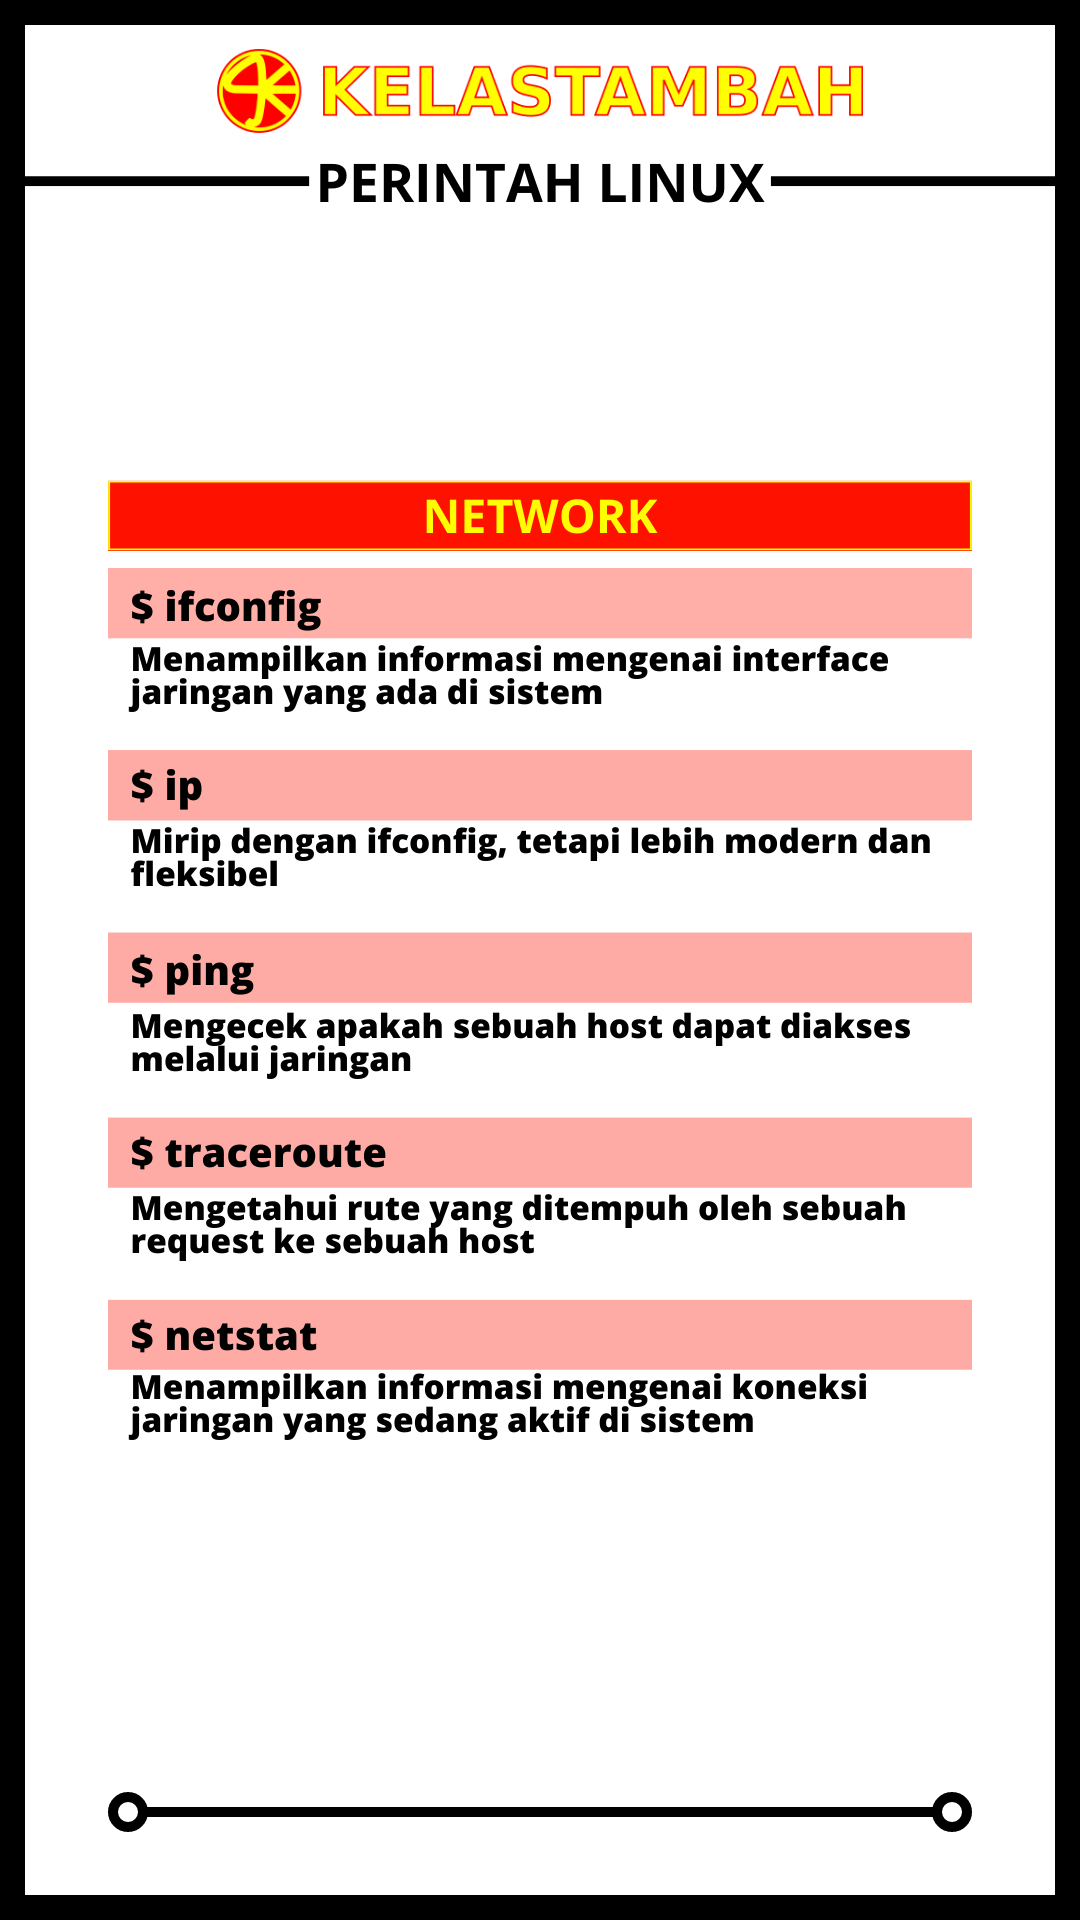 KELASTAMBAH
PERINTAH LINUX
NETWORK
$ ifconfig
Menampilkan informasi mengenai interface
jaringan yang ada di sistem
$ ip
Mirip dengan ifconfig, tetapi lebih modern dan
fleksibel
$ ping
Mengecek apakah sebuah host dapat diakses
melalui jaringan
$ traceroute
Mengetahui rute yang ditempuh oleh sebuah
request ke sebuah host
$ netstat
Menampilkan informasi mengenai koneksi
jaringan yang sedang aktif di sistem